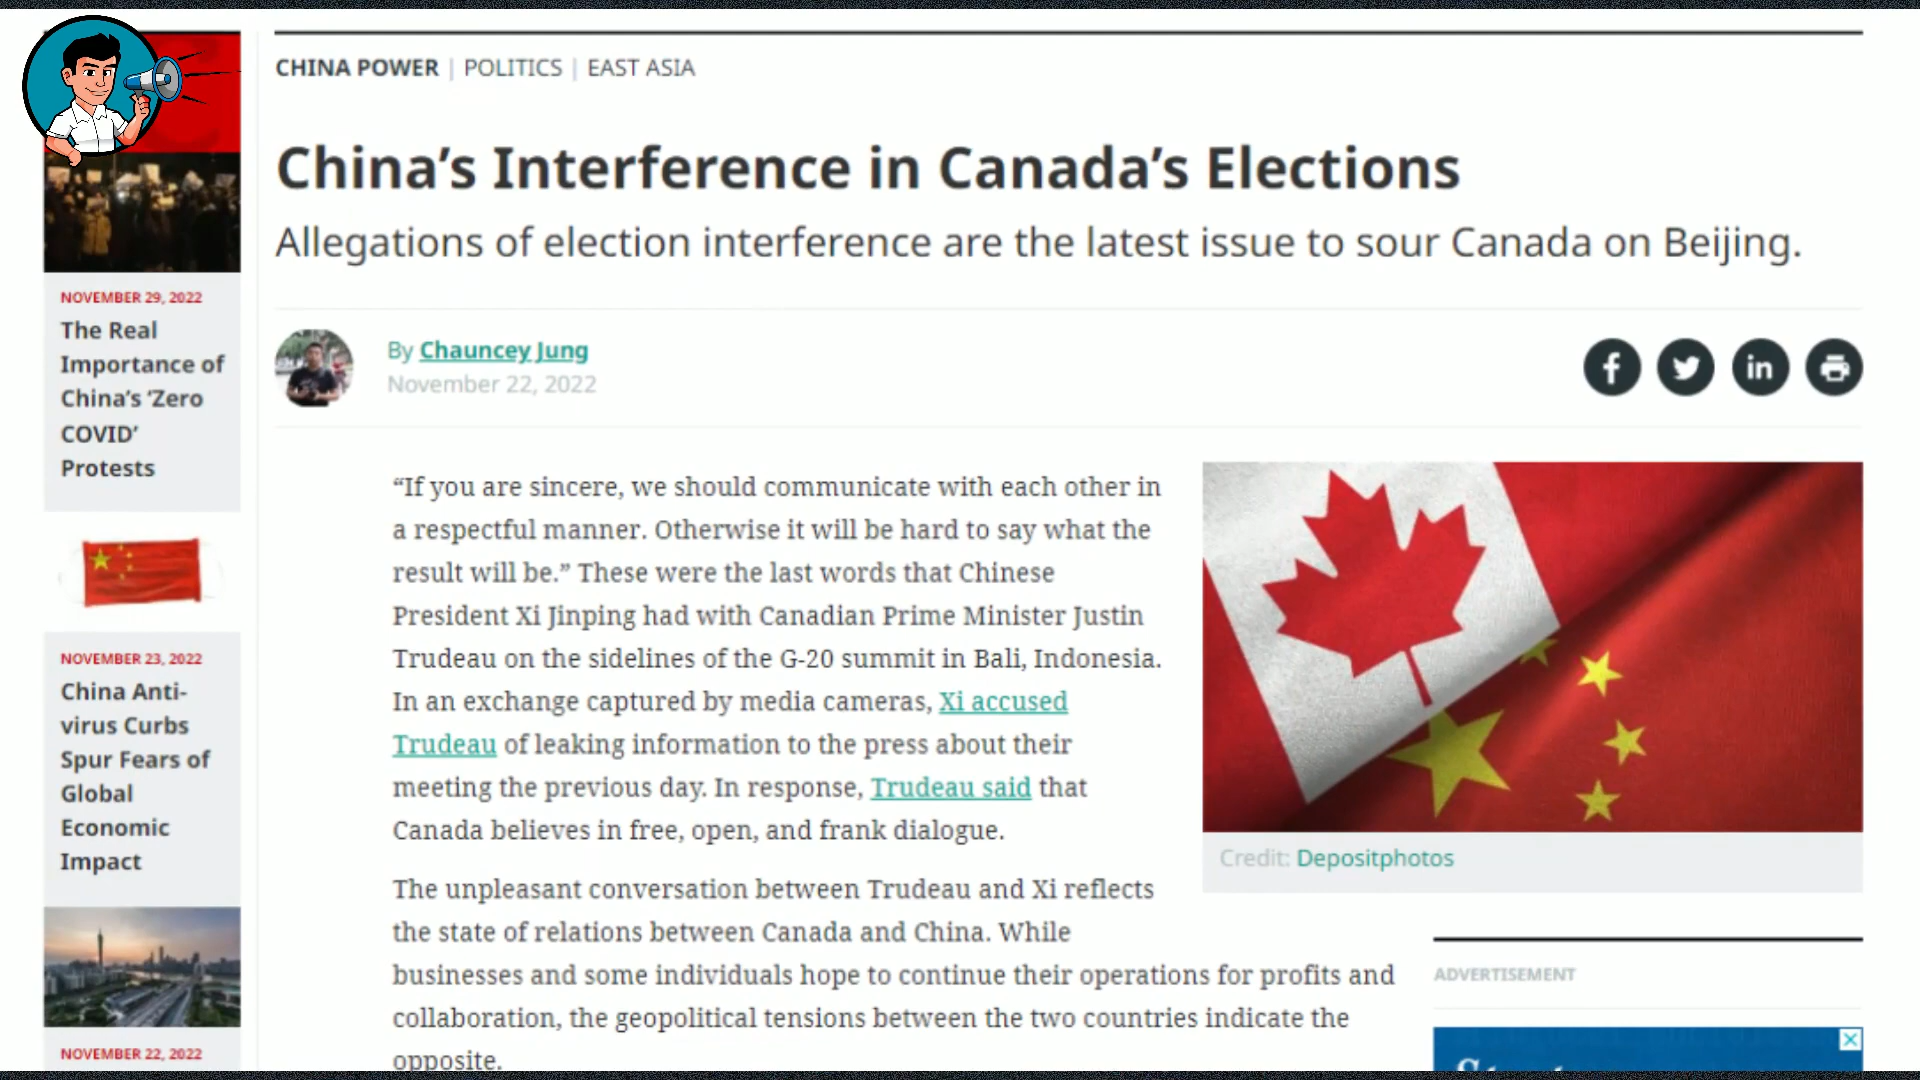 CHINA POWER | POLITICS | EAST ASIA
China’s Interference in Canada’s Elections
Allegations of election interference are the latest issue to sour Canada on Beijing.
By Chauncey Jung
November 22, 2022
“If you are sincere, we should communicate with each other in
a respectful manner. Otherwise it will be hard to say what the
result will be.” These were the last words that Chinese
President Xi Jinping had with Canadian Prime Minister Justin
Trudeau on the sidelines of the G-20 summit in Bali, Indonesia.
In an exchange captured by media cameras, Xi accused
Trudeau of leaking information to the press about their
meeting the previous day. In response, Trudeau said that
Canada believes in free, open, and frank dialogue.
The unpleasant conversation between Trudeau and Xi reflects
the state of relations between Canada and China. While
businesses and some individuals hope to continue their operations for profits and
collaboration, the geopolitical tensions between the two countries indicate the
opposite.
Credit: Depositphotos
ADVERTISEMENT
NOVEMBER 29, 2022
The Real
Importance of
China’s ‘Zero
COVID’
Protests
NOVEMBER 23, 2022
China Anti-
virus Curbs
Spur Fears of
Global
Economic
Impact
NOVEMBER 22, 2022